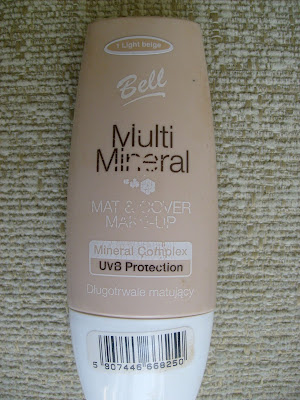 1 Light beige
Bell
Multi
Mineral
MAT & COVER
MAKE-UP
Mineral Complex
UVB Protection
Długotrwale matujący
5 907446 668250